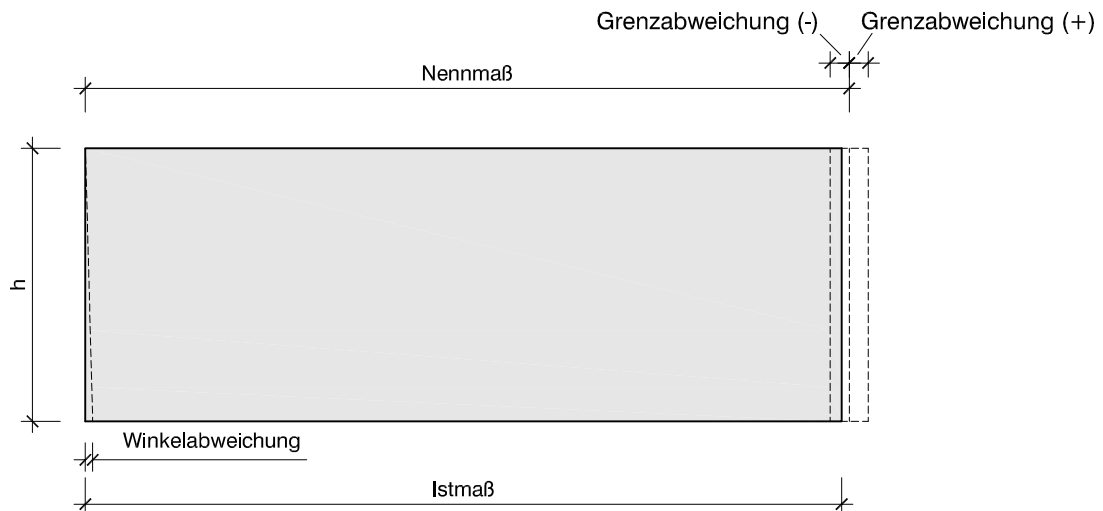 Grenzabweichung (-) Grenzabweichung (+)
Nennmaß
h
Winkelabweichung
Istmaß